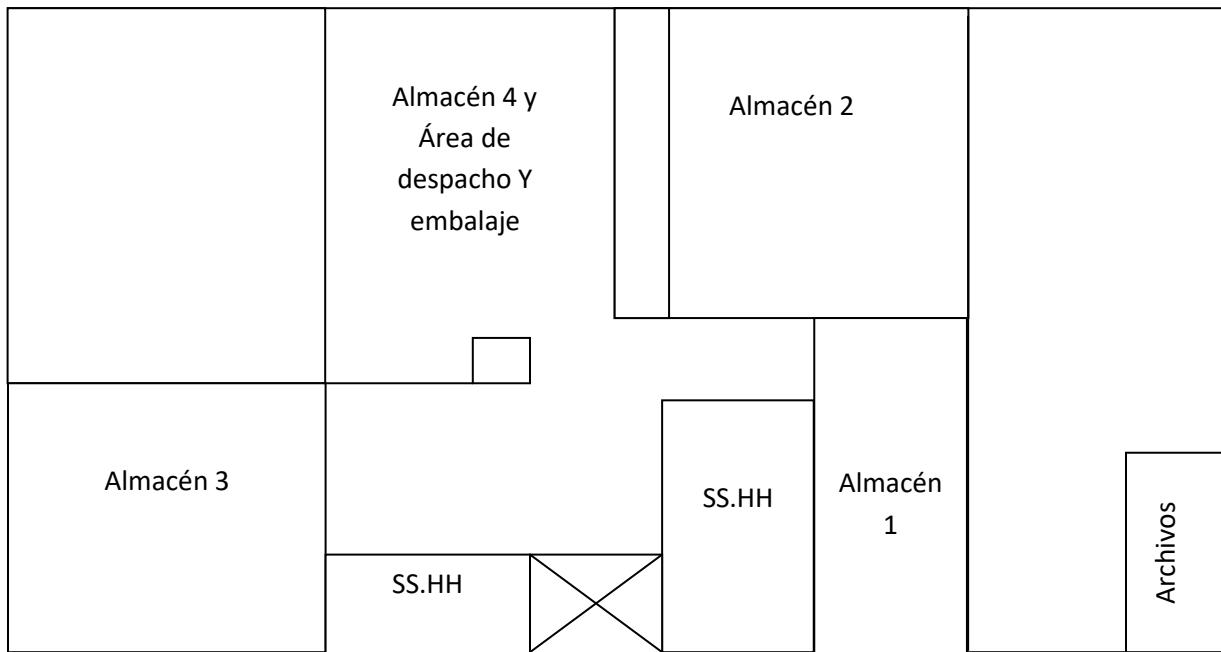 Almacén 4 y
Área de
despacho Y
embalaje
Almacén 2
Almacén 3
SS.HH
SS.HH
Almacén
1
Archivos